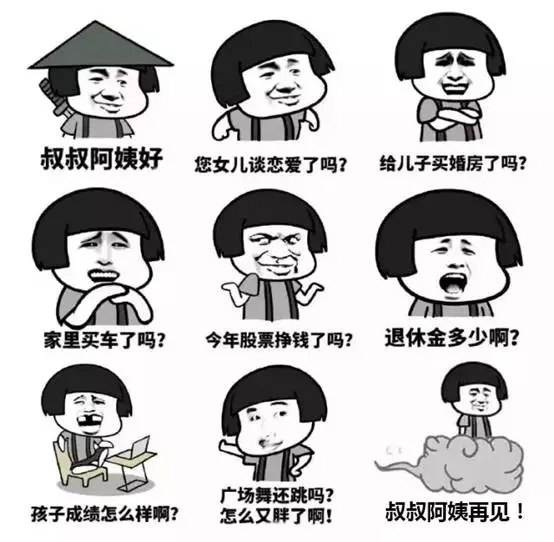 叔叔阿姨好
您女儿谈恋爱了吗?
给儿子买婚房了吗?
家里买车了吗?
今年股票挣钱了吗?
退休金多少啊?
孩子成绩怎么样啊?
广场舞还跳吗?
怎么又胖了啊!
叔叔阿姨再见！